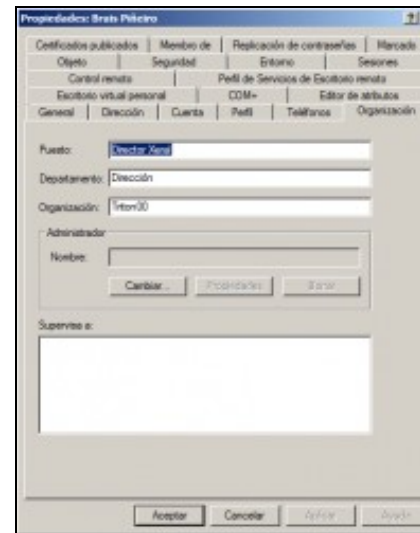 Propiedades: Brais Piñeiro
Certificados publicados Miembro de Replicación de contraseñas Marcado
Objeto Seguridad Entorno Sesiones
Control remoto Perfil de Servicios de Escritorio remoto
Escritorio virtual personal COM+ Editor de atributos
General Dirección Cuenta Perfil Teléfonos Organización
Puesto: Director Xeral
Departamento: Dirección
Organización: Triton00
Administrador
Nombre:
Cambiar... Propiedades Borrar
Supervisa a:
Aceptar Cancelar Aplicar Ayuda